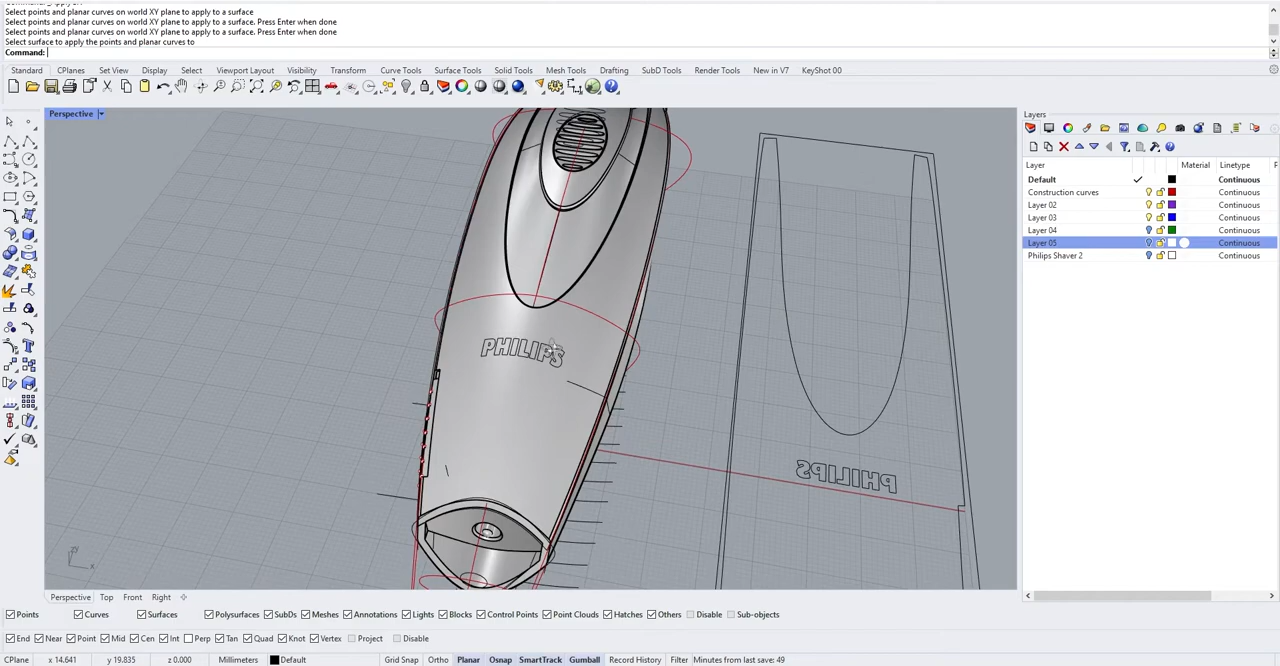 Select points and planar curves on world XY plane to apply to a surface
Select points and planar curves on world XY plane to apply to a surface. Press Enter when done
Select points and planar curves on world XY plane to apply to a surface. Press Enter when done
Select surface to apply the points and planar curves to
Command:
Standard CPlanes Set View Display Select Viewport Layout Visibility Transform Curve Tools Surface Tools Solid Tools Mesh Tools Drafting SubD Tools Render Tools New in V7 KeyShot 00
Perspective
Layers
Layer Material Linetype P
Default Continuous
Construction curves Continuous
Layer 02 Continuous
Layer 03 Continuous
Layer 04 Continuous
Layer 05 Continuous
Philips Shaver 2 Continuous
PHILIPS
PHILIPS
zy
x
Perspective Top Front Right
Points Curves Surfaces Polysurfaces SubDs Meshes Annotations Lights Blocks Control Points Point Clouds Hatches Others Disable Sub-objects
End Near Point Mid Cen Int Perp Tan Quad Knot Vertex Project Disable
CPlane x 14.641 y 19.835 z 0.000 Millimeters Default Grid Snap Ortho Planar Osnap SmartTrack Gumball Record History Filter Minutes from last save: 49